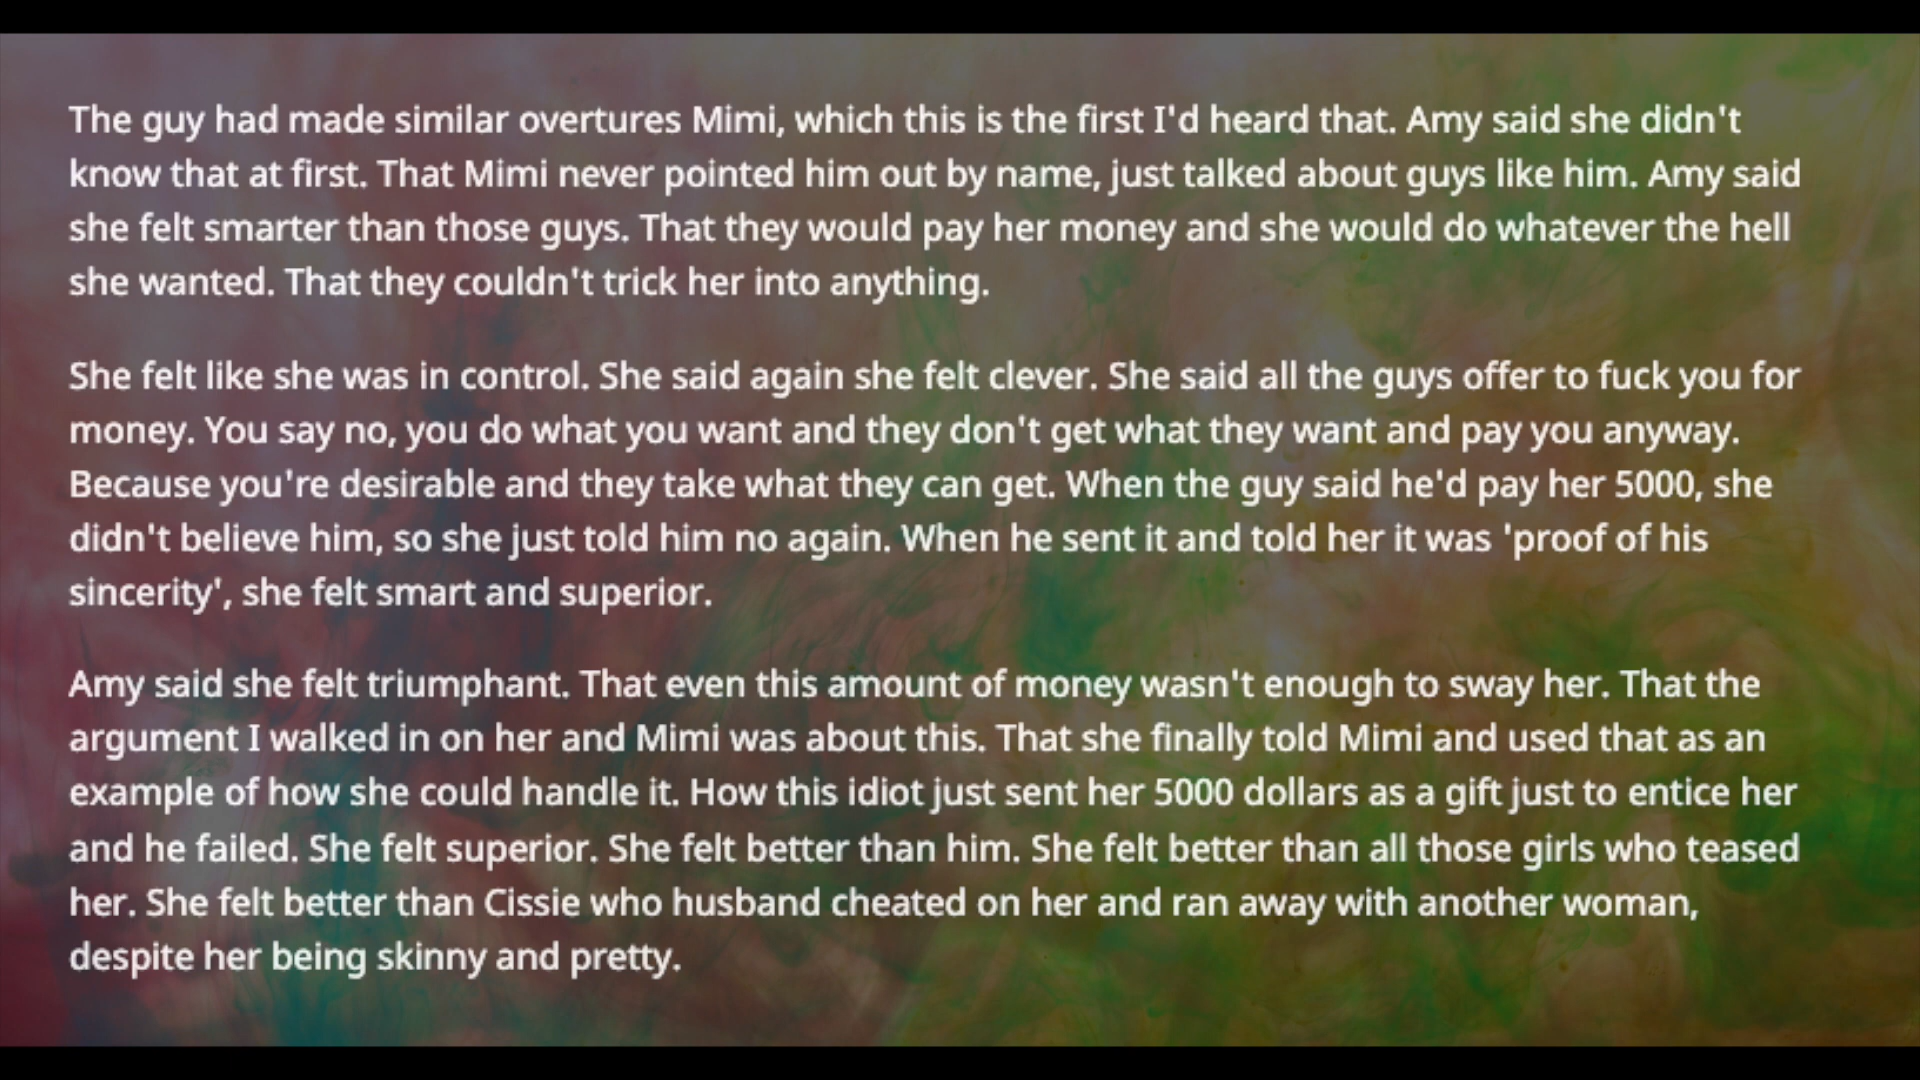 The guy had made similar overtures Mimi, which this is the first I'd heard that. Amy said she didn't
know that at first. That Mimi never pointed him out by name, just talked about guys like him. Amy said
she felt smarter than those guys. That they would pay her money and she would do whatever the hell
she wanted. That they couldn't trick her into anything.
She felt like she was in control. She said again she felt clever. She said all the guys offer to fuck you for
money. You say no, you do what you want and they don't get what they want and pay you anyway.
Because you're desirable and they take what they can get. When the guy said he'd pay her 5000, she
didn't believe him, so she just told him no again. When he sent it and told her it was 'proof of his
sincerity', she felt smart and superior.
Amy said she felt triumphant. That even this amount of money wasn't enough to sway her. That the
argument I walked in on her and Mimi was about this. That she finally told Mimi and used that as an
example of how she could handle it. How this idiot just sent her 5000 dollars as a gift just to entice her
and he failed. She felt superior. She felt better than him. She felt better than all those girls who teased
her. She felt better than Cissie who husband cheated on her and ran away with another woman,
despite her being skinny and pretty.